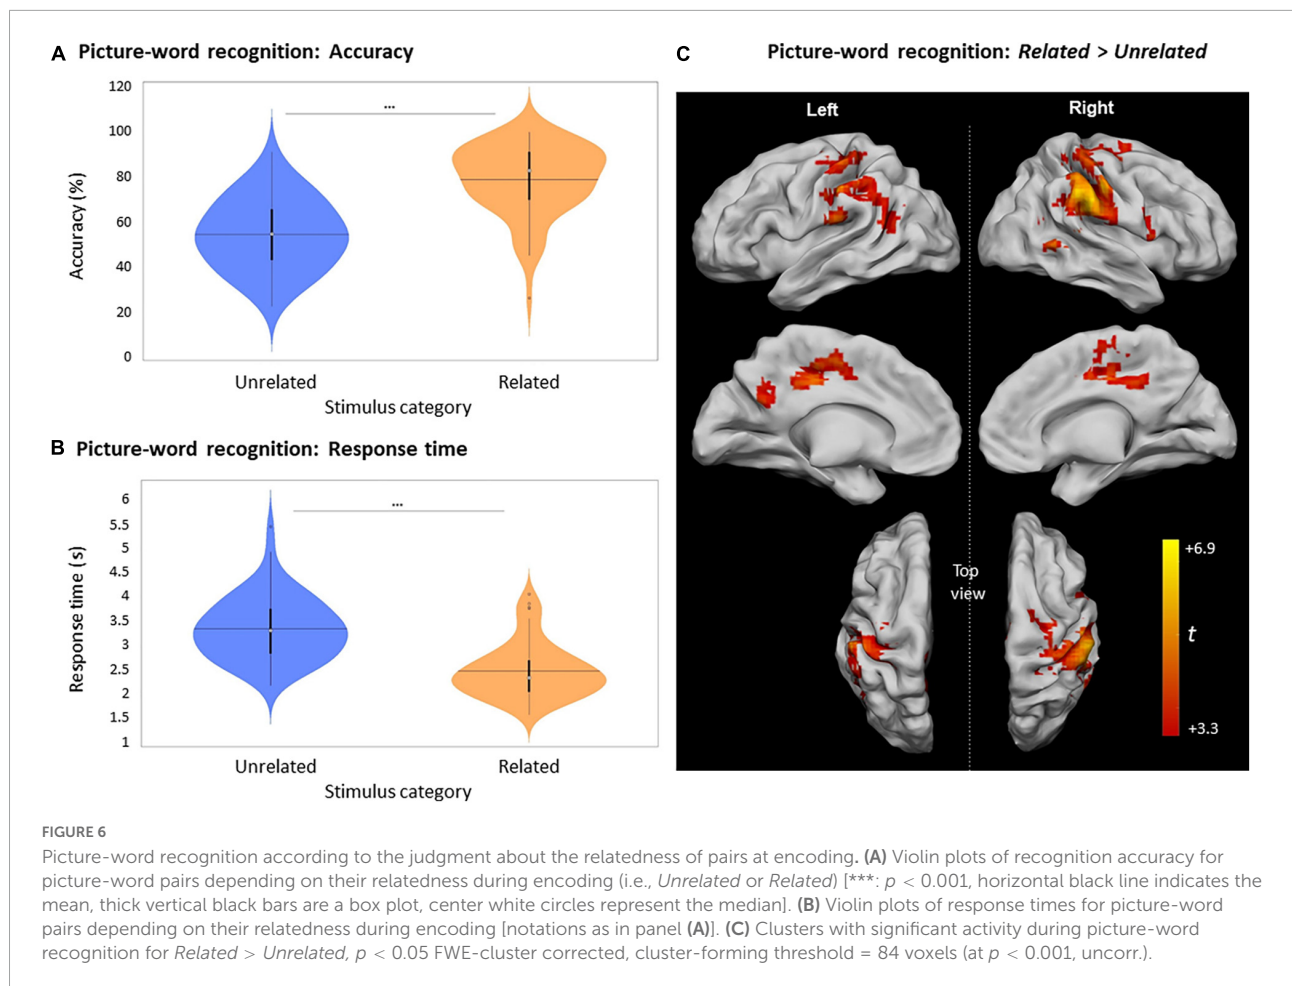 A Picture-word recognition: Accuracy
120
100
80
60
40
20
0
Accuracy (%)
***
Unrelated
Related
Stimulus category
B Picture-word recognition: Response time
6
5.5
5
4.5
4
3.5
3
2.5
2
1.5
1
Response time (s)
***
Unrelated
Related
Stimulus category
C Picture-word recognition: Related > Unrelated
Left
Right
Top
view
+6.9
t
+3.3
FIGURE 6
Picture-word recognition according to the judgment about the relatedness of pairs at encoding. (A) Violin plots of recognition accuracy for
picture-word pairs depending on their relatedness during encoding (i.e., Unrelated or Related) [***: p < 0.001, horizontal black line indicates the
mean, thick vertical black bars are a box plot, center white circles represent the median]. (B) Violin plots of response times for picture-word
pairs depending on their relatedness during encoding [notations as in panel (A)]. (C) Clusters with significant activity during picture-word
recognition for Related > Unrelated, p < 0.05 FWE-cluster corrected, cluster-forming threshold = 84 voxels (at p < 0.001, uncorr.).